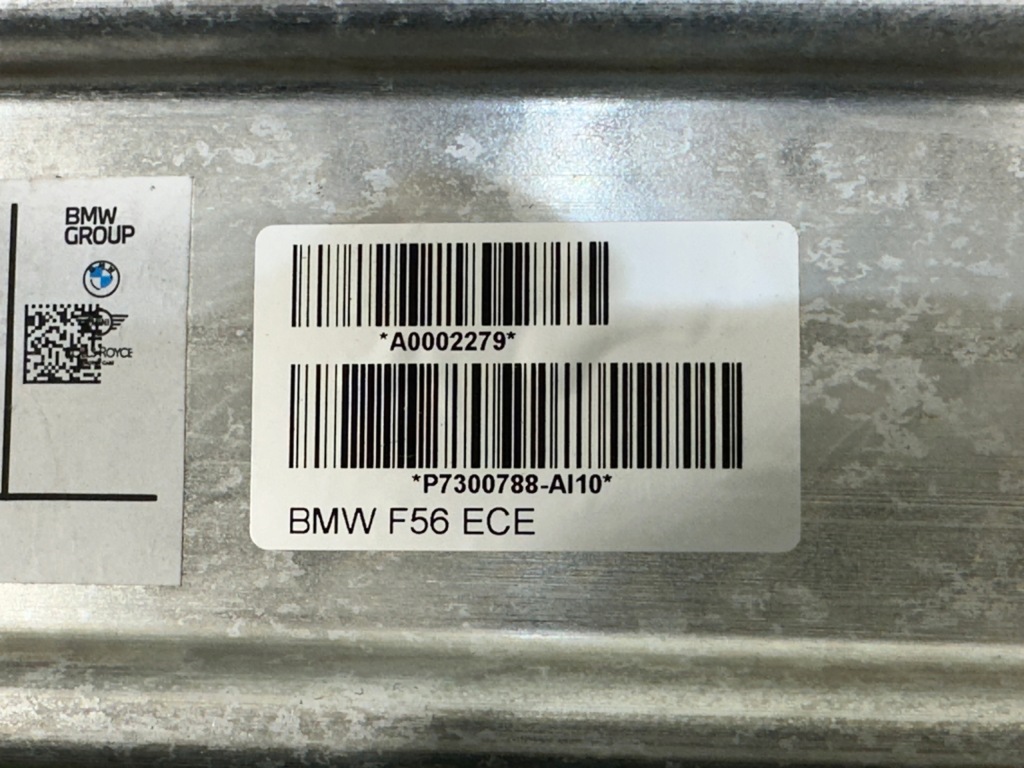 BMW
GROUP
*A0002279*
*P7300788-AI10*
BMW F56 ECE